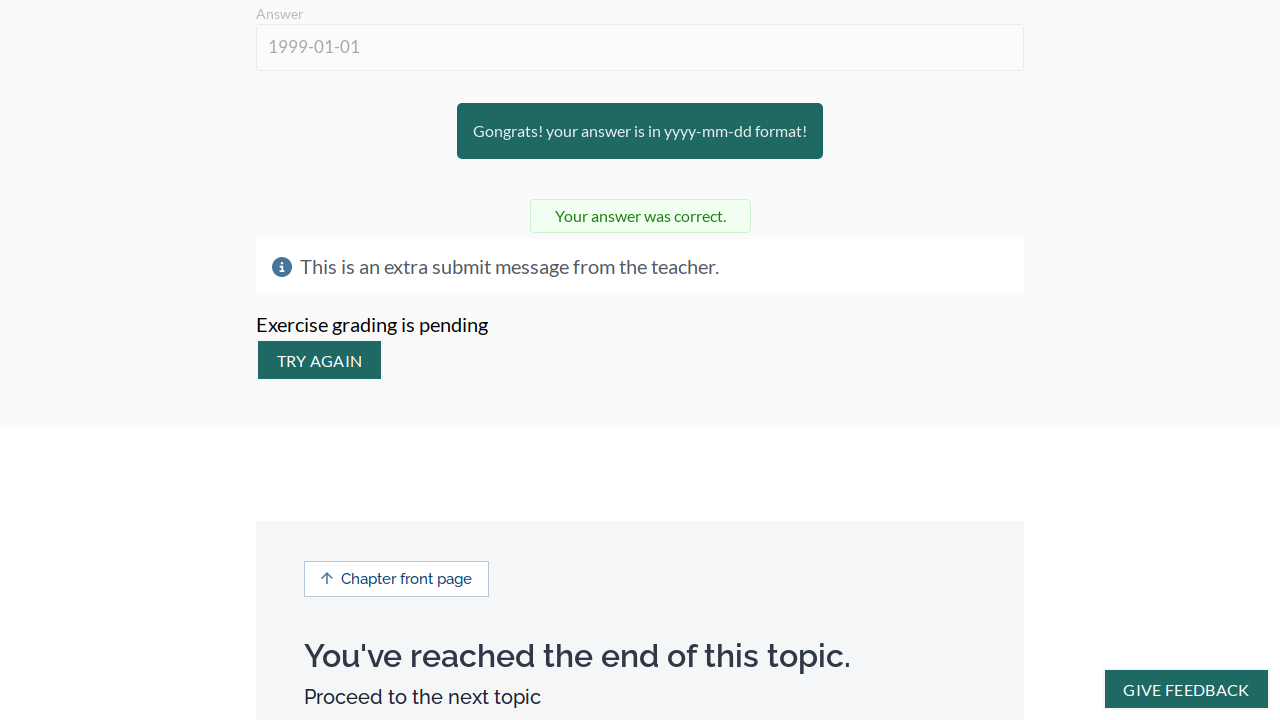 Answer
1999-01-01
Gongrats! your answer is in yyyy-mm-dd format!
Your answer was correct.
This is an extra submit message from the teacher.
Exercise grading is pending
TRY AGAIN
Chapter front page
You've reached the end of this topic.
Proceed to the next topic
GIVE FEEDBACK